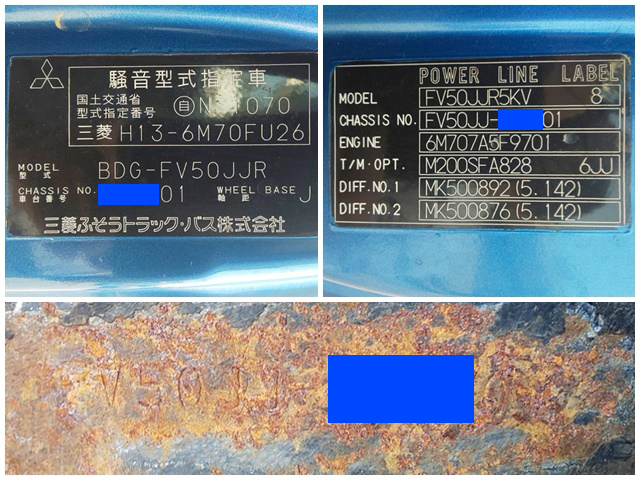 騒音型式指定車
国土交通省
型式指定番号
自N 070
三菱 H13-6M70FU26
MODEL
型式
BDG-FV50JJR
CHASSIS NO.
車台番号
01
WHEEL BASE
軸距
J
三菱ふそうトラック・バス株式会社
POWER LINE LABEL
MODEL FV50JJR5KV 8
CHASSIS NO. FV50JJ- 01
ENGINE 6M707A5F9701
T/M・OPT. M200SFA828 6JJ
DIFF.NO.1 MK500892(5.142)
DIFF.NO.2 MK500876(5.142)
V50JJ